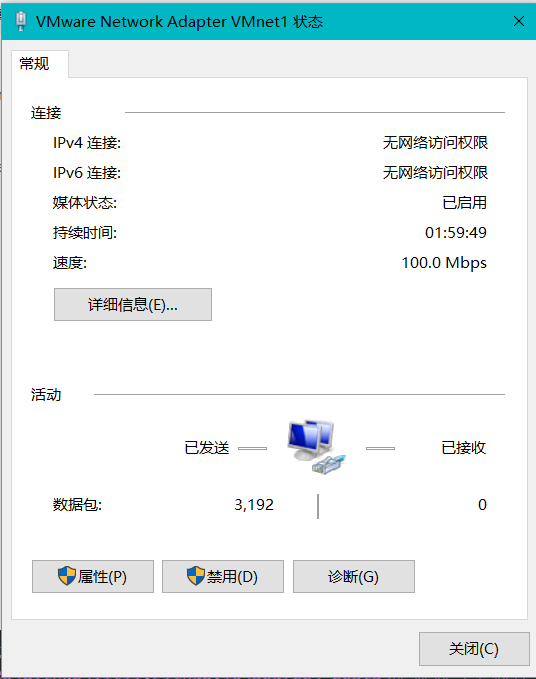 VMware Network Adapter VMnet1 状态
常规
连接
IPv4 连接: 无网络访问权限
IPv6 连接: 无网络访问权限
媒体状态: 已启用
持续时间: 01:59:49
速度: 100.0 Mbps
详细信息(E)...
活动
已发送 已接收
数据包: 3,192 0
属性(P) 禁用(D) 诊断(G)
关闭(C)